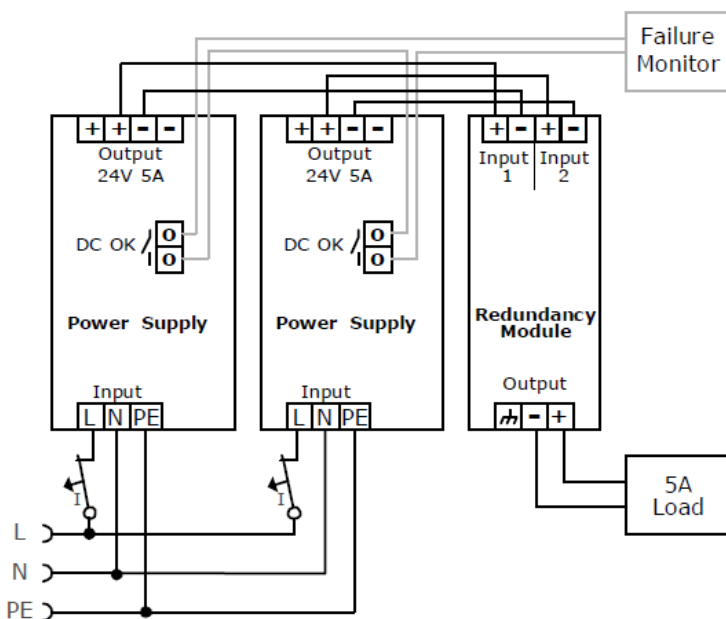 Failure
Monitor
+ + - -
Output
24V 5A
DC OK
O
O
Power Supply
Input
L N PE
I
+ + - -
Output
24V 5A
DC OK
O
O
Power Supply
Input
L N PE
I
+ - + -
Input Input
1 2
Redundancy
Module
Output
- +
5A
Load
L
N
PE